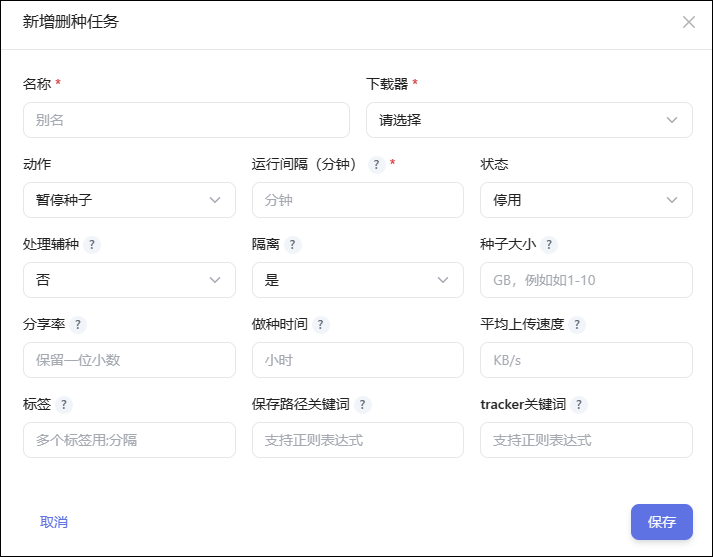 新增删种任务
名称 * 下载器 *
别名 请选择
动作 运行间隔（分钟） ? * 状态
暂停种子 分钟 停用
处理辅种 ? 隔离 ? 种子大小 ?
否 是 GB，例如如1-10
分享率 ? 做种时间 ? 平均上传速度 ?
保留一位小数 小时 KB/s
标签 ? 保存路径关键词 ? tracker关键词 ?
多个标签用;分隔 支持正则表达式 支持正则表达式
取消 保存